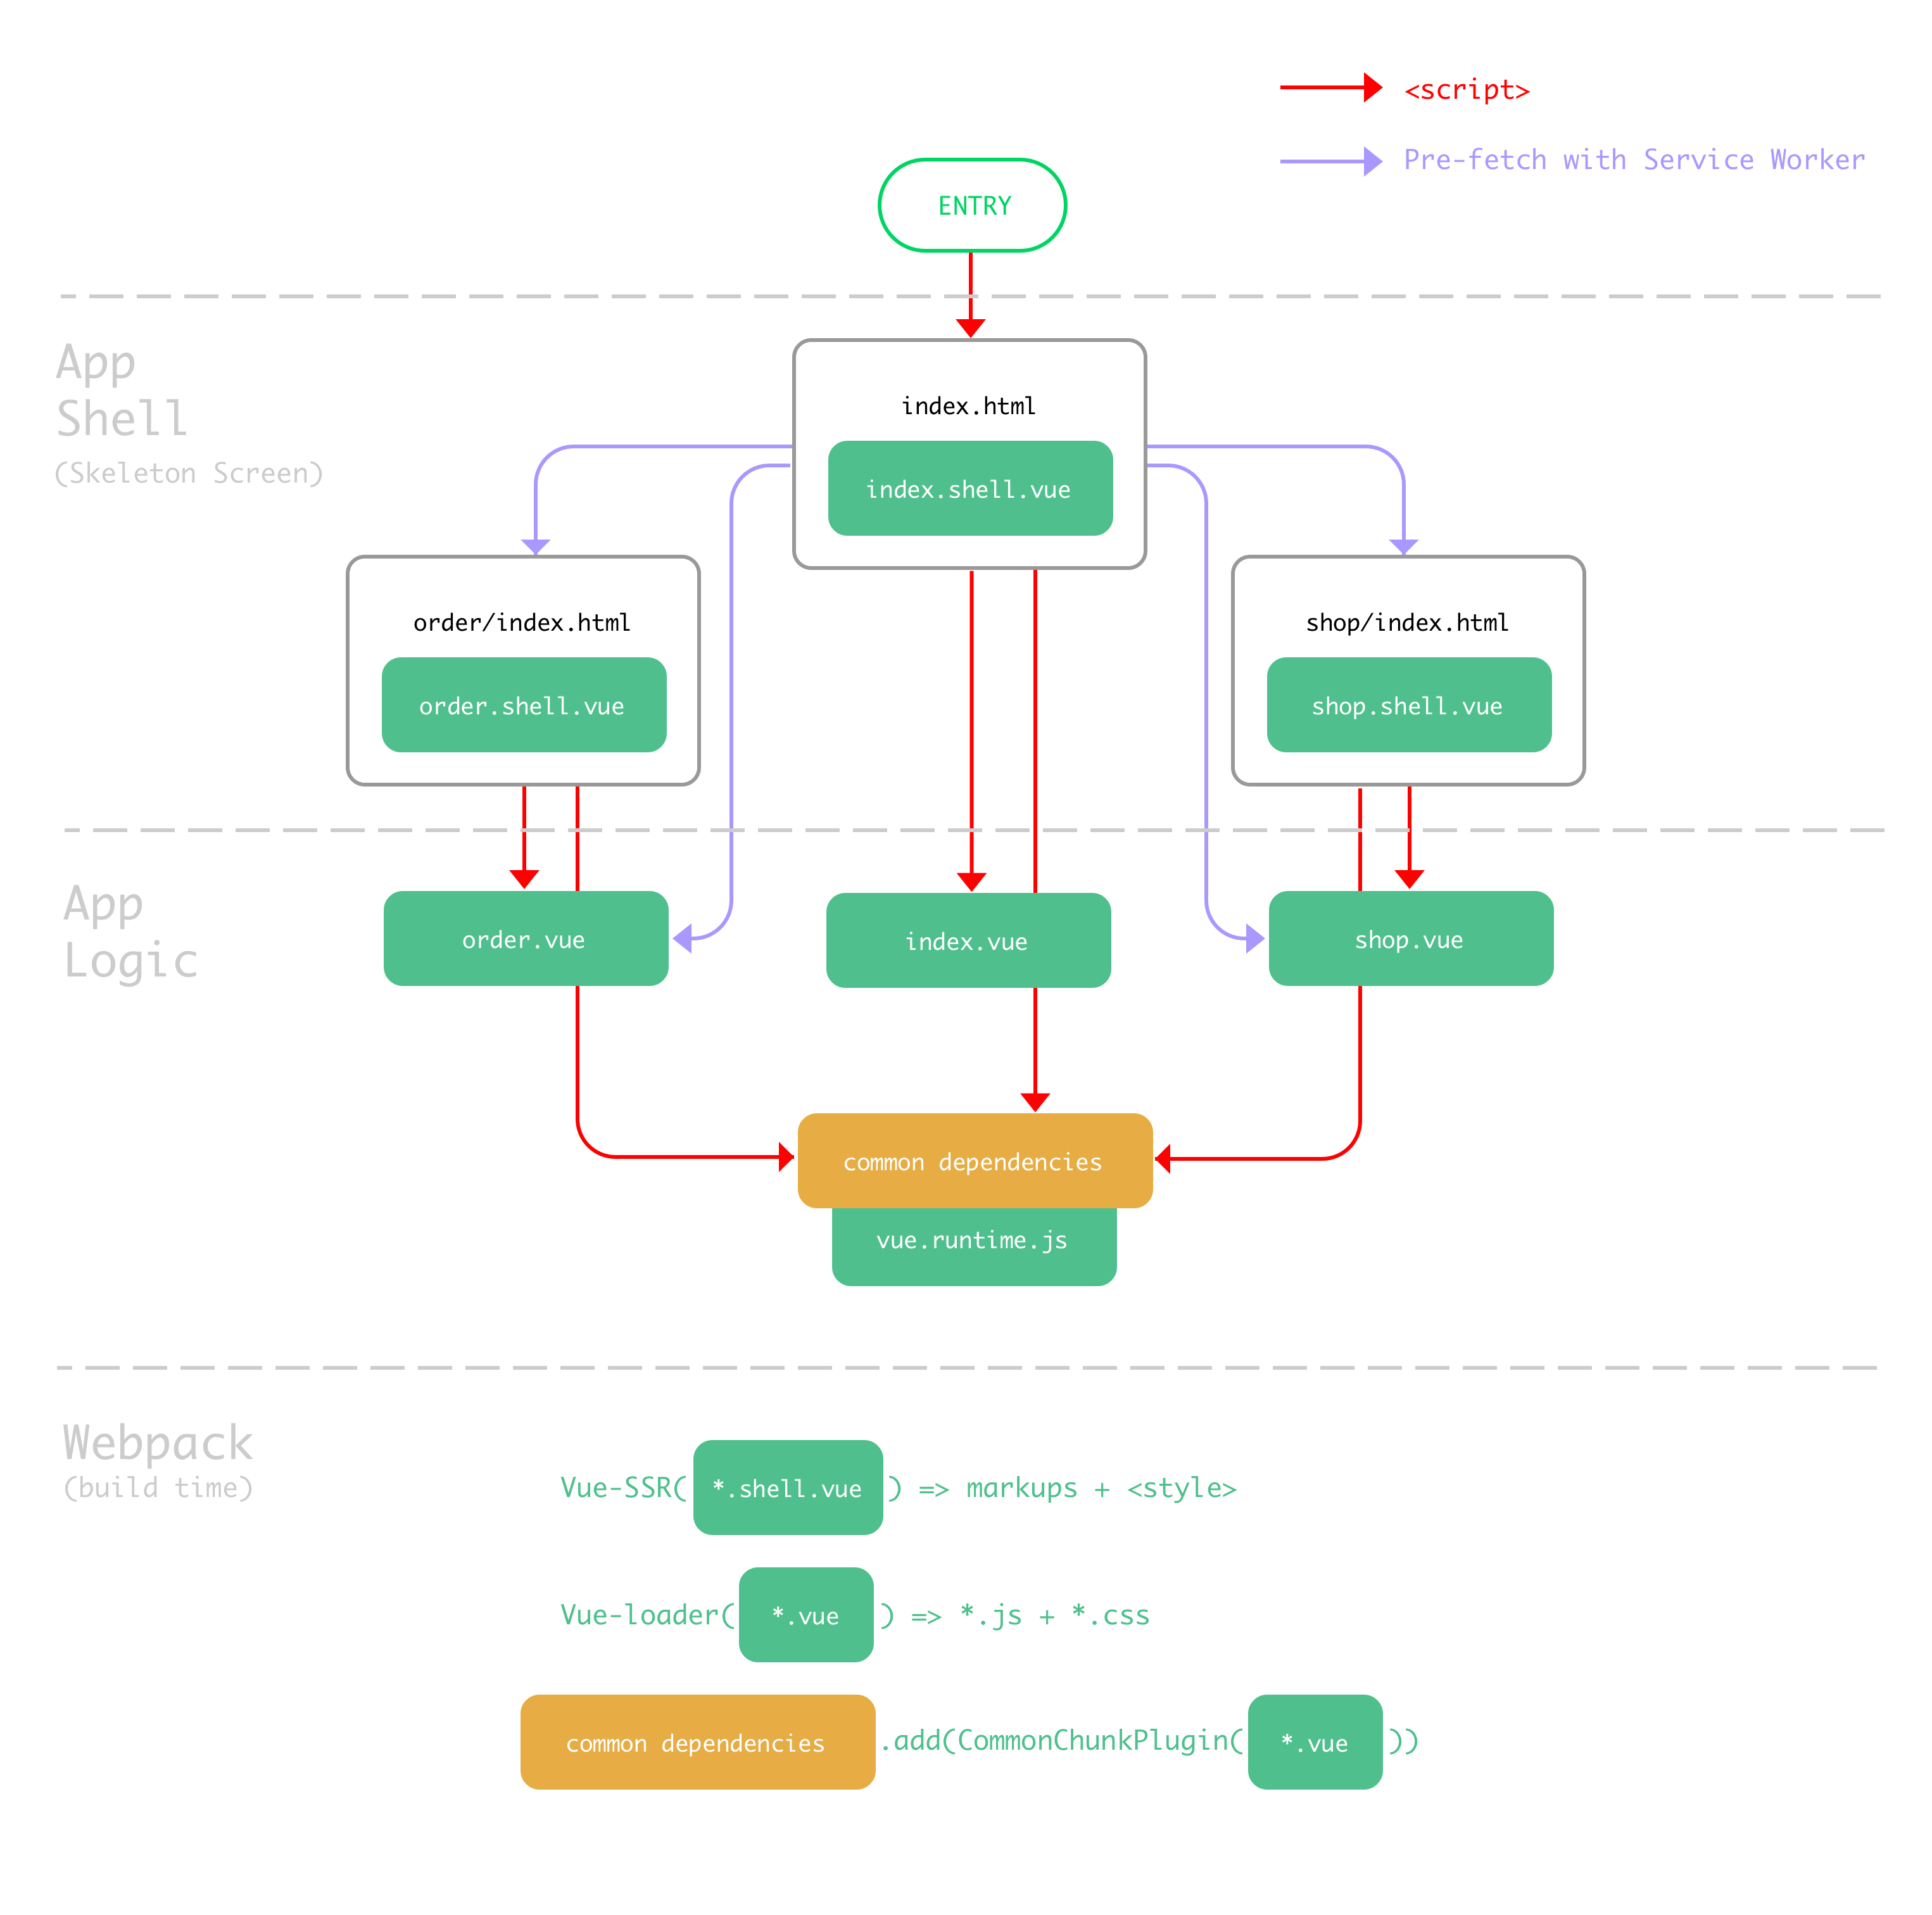 <script>
Pre-fetch with Service Worker
ENTRY
App
Shell
(Skeleton Screen)
index.html
index.shell.vue
order/index.html
order.shell.vue
shop/index.html
shop.shell.vue
App
Logic
order.vue
index.vue
shop.vue
common dependencies
vue.runtime.js
Webpack
(build time)
Vue-SSR( *.shell.vue ) => markups + <style>
Vue-loader( *.vue ) => *.js + *.css
common dependencies .add(CommonChunkPlugin( *.vue ))